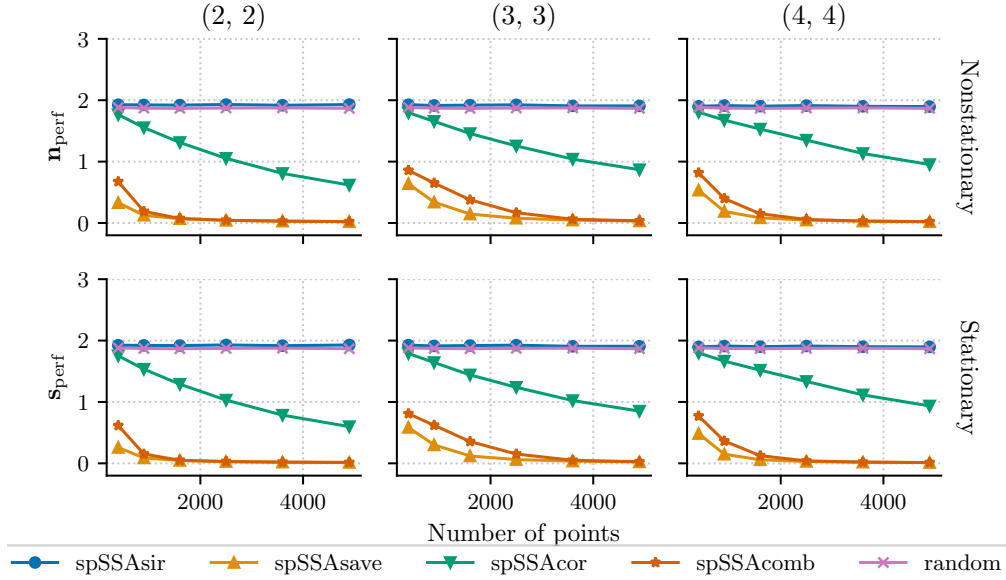 (2, 2) (3, 3) (4, 4)
3
2
1
0
n_perf
Nonstationary
3
2
1
0
s_perf
Stationary
2000 4000 2000 4000 2000 4000
Number of points
spSSAsir spSSAsave spSSAcor spSSAcomb random